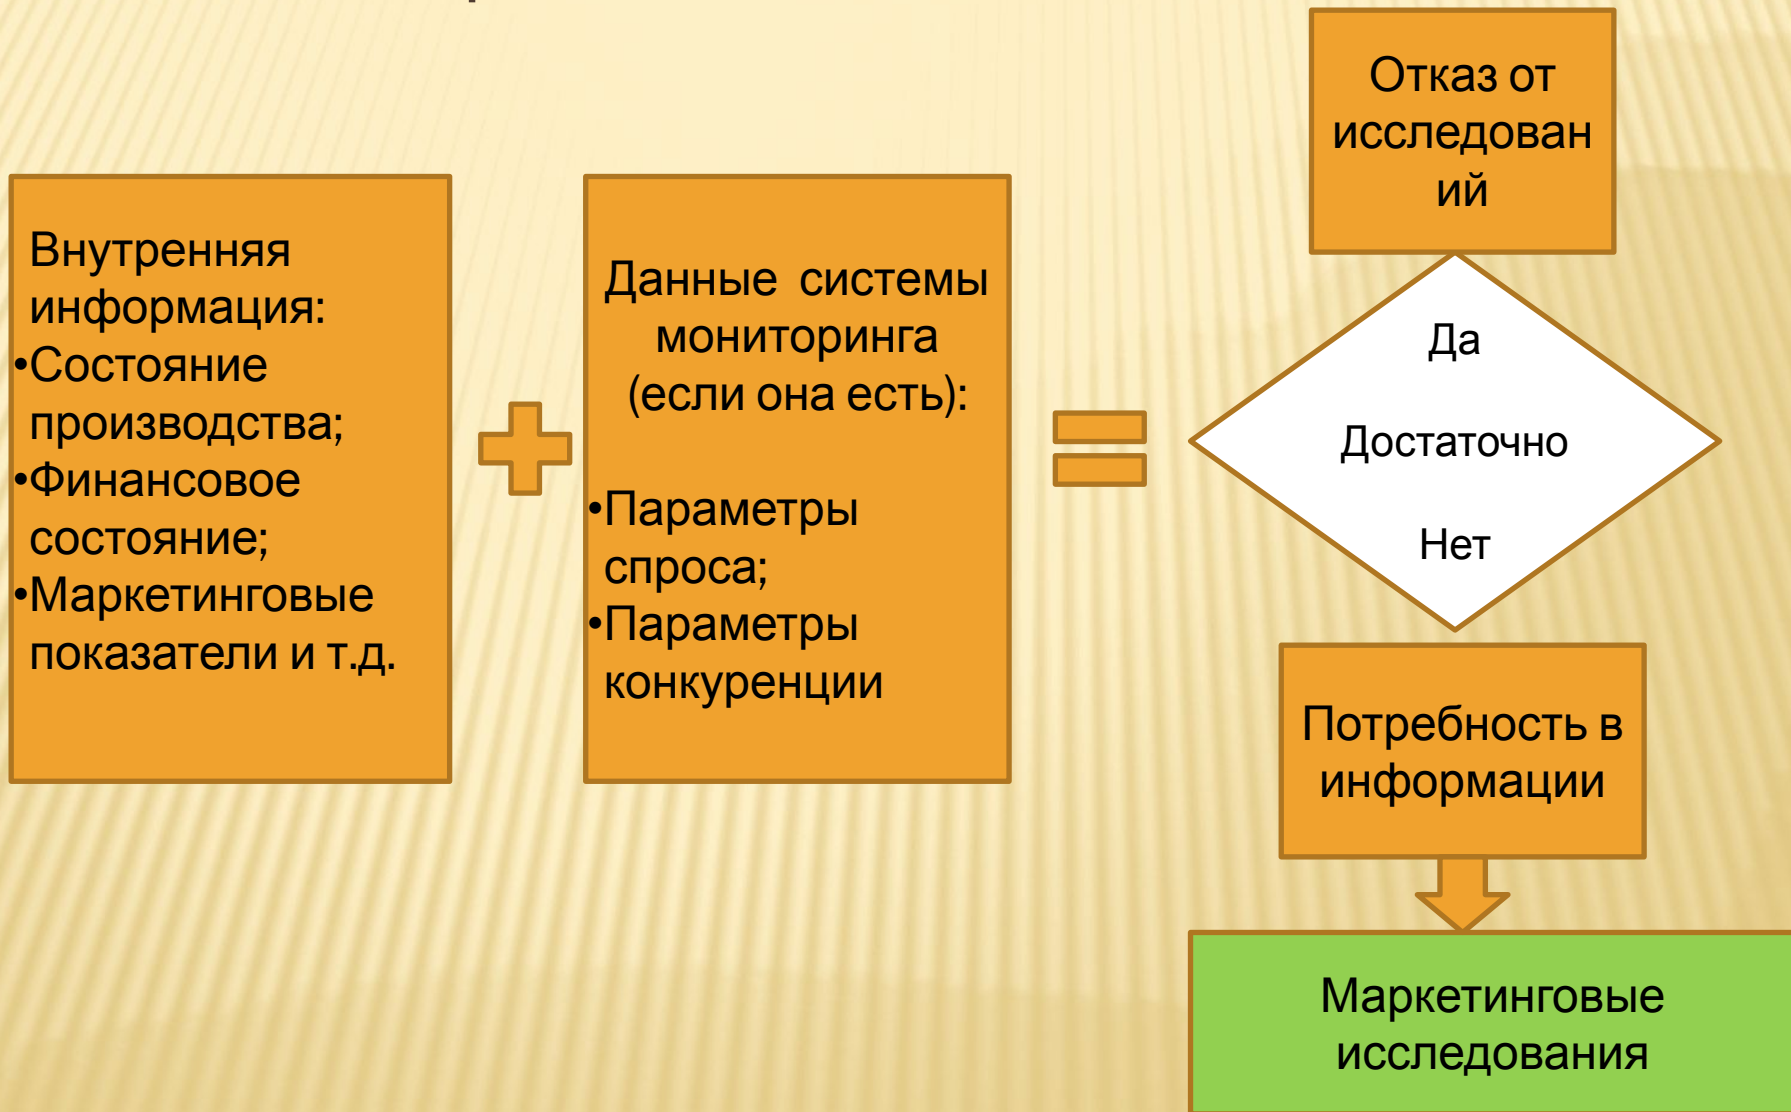 Внутренняя
информация:
•Состояние
производства;
•Финансовое
состояние;
•Маркетинговые
показатели и т.д.
Данные системы
мониторинга
(если она есть):
•Параметры
спроса;
•Параметры
конкуренции
Отказ от
исследован
ий
Да
Достаточно
Нет
Потребность в
информации
Маркетинговые
исследования